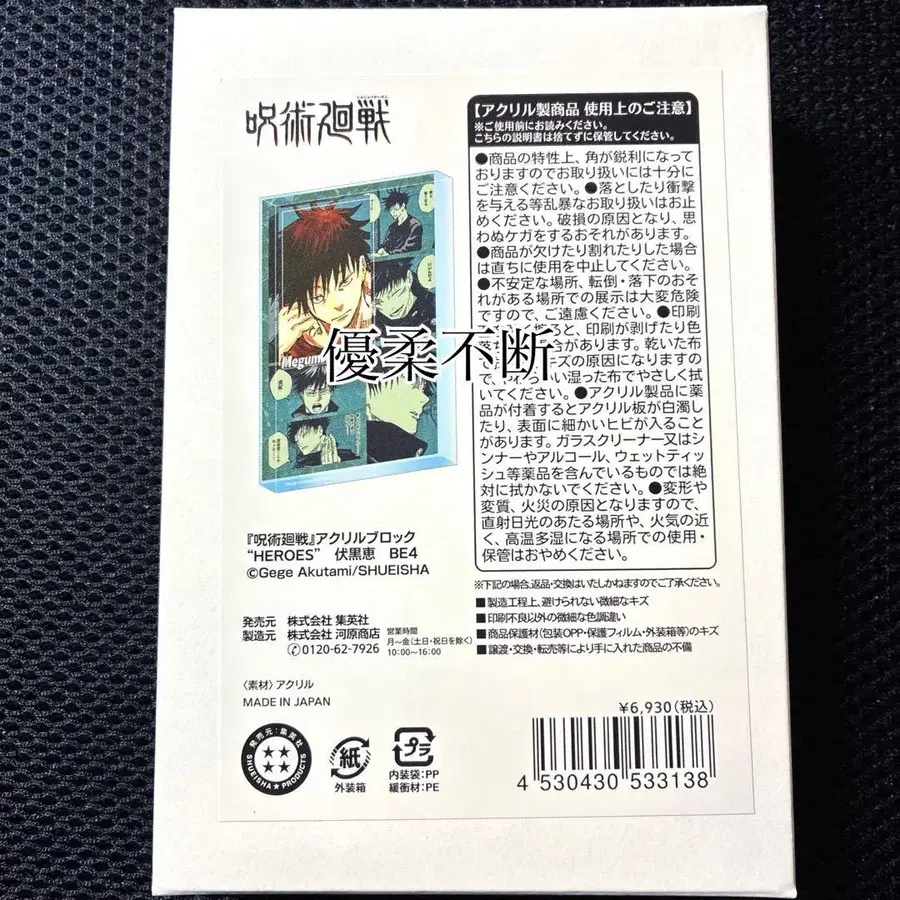 じゅじゅつかいせん
呪術廻戦
Megum
優柔不断
『呪術廻戦』アクリルブロック
“HEROES” 伏黒恵 BE4
©Gege Akutami/SHUEISHA
発売元 株式会社 集英社
製造元 株式会社 河原商店
0120-62-7926
営業時間
月〜金(土日・祝日を除く)
10:00〜16:00
〈素材〉アクリル
MADE IN JAPAN
発売元:集英社
SHUEISHA PRODUCTS
紙
外装箱
プラ
内装袋:PP
緩衝材:PE
【アクリル製商品 使用上のご注意】
※ご使用前にお読みください。
こちらの説明書は捨てずに保管してください。
●商品の特性上、角が鋭利になって
おりますのでお取り扱いには十分に
ご注意ください。●落としたり衝撃
を与える等乱暴なお取り扱いはお止
めください。破損の原因となり、思
わぬケガをするおそれがあります。
●商品が欠けたり割れたりした場合
は直ちに使用を中止してください。
●不安定な場所、転倒・落下のおそ
れがある場所での展示は大変危険
ですので、ご遠慮ください。●印刷
と、印刷が剥げたり色
合があります。乾いた布
ズの原因になりますの
で、湿った布でやさしく拭
いてください。●アクリル製品に薬
品が付着するとアクリル板が白濁し
たり、表面に細かいヒビが入ること
があります。ガラスクリーナー又はシ
ンナーやアルコール、ウェットティッ
シュ等薬品を含んでいるものでは絶
対に拭かないでください。●変形や
変質、火災の原因となりますので、
直射日光のあたる場所や、火気の近
く、高温多湿になる場所での使用・
保管はおやめください。
※下記の場合、返品・交換はいたしかねますのでご了承ください。
■製造工程上、避けられない微細なキズ
■印刷不良以外の微細な色調違い
■商品保護材(包装OPP・保護フィルム・外装箱等)のキズ
■譲渡・交換・転売等により手に入れた商品の不備
¥6,930(税込)
4 530430 533138